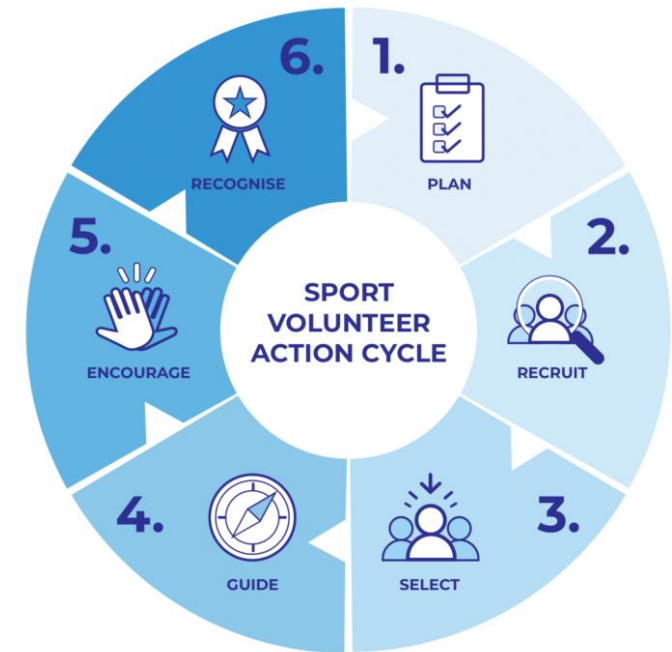 SPORT
VOLUNTEER
ACTION CYCLE
1.
PLAN
2.
RECRUIT
3.
SELECT
4.
GUIDE
5.
ENCOURAGE
6.
RECOGNISE